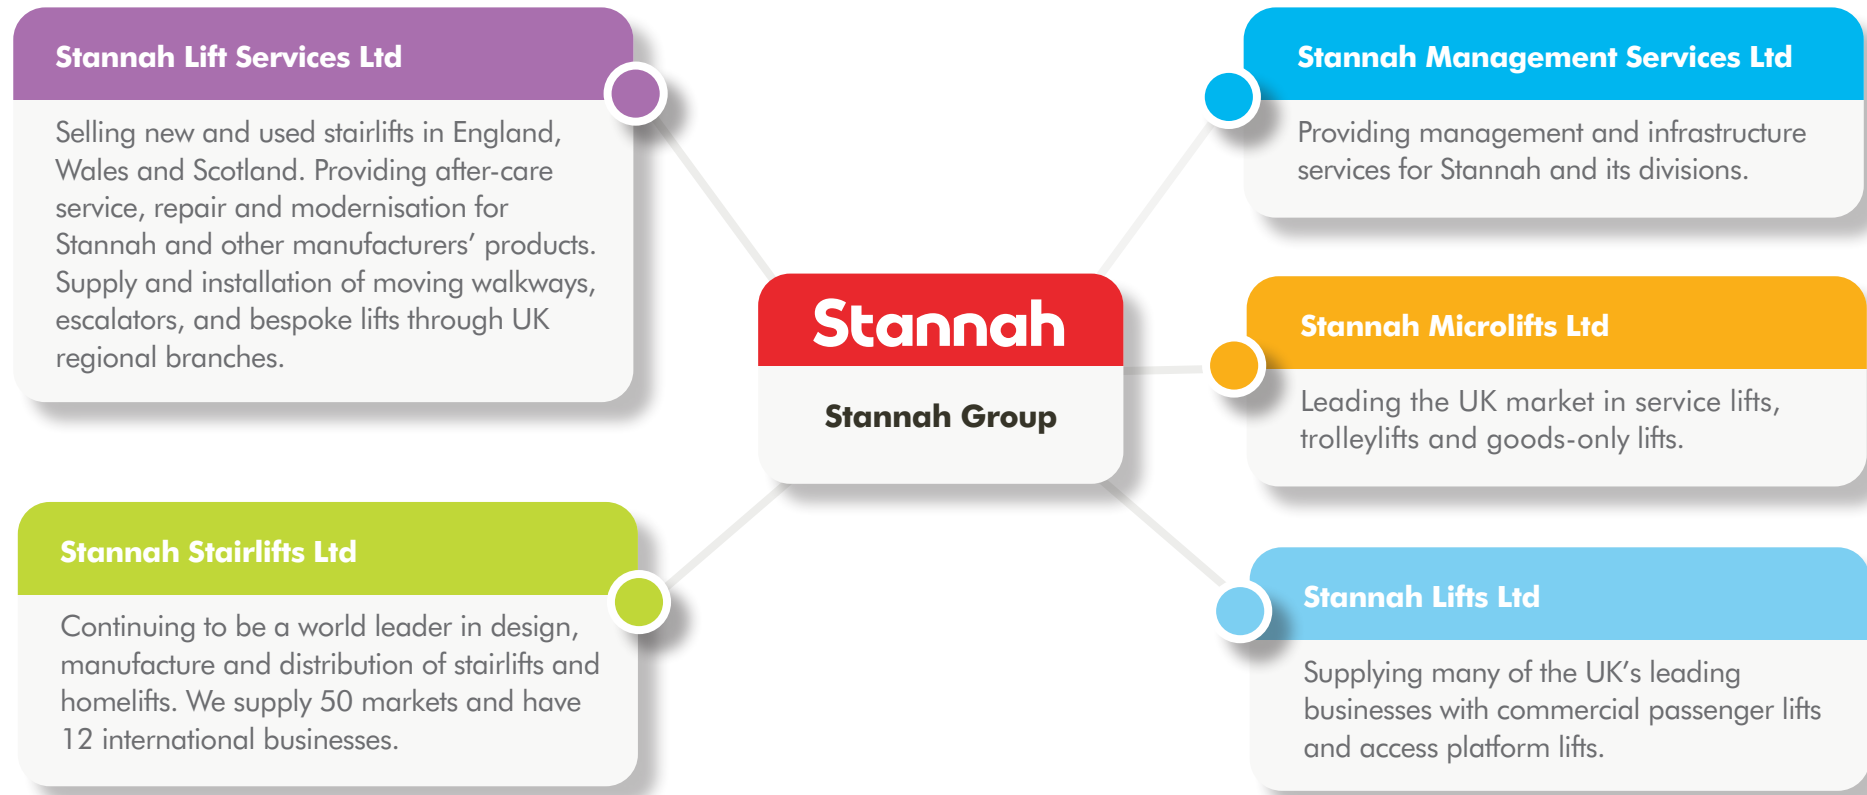 Stannah Lift Services Ltd
Selling new and used stairlifts in England,
Wales and Scotland. Providing after-care
service, repair and modernisation for
Stannah and other manufacturers’ products.
Supply and installation of moving walkways,
escalators, and bespoke lifts through UK
regional branches.
Stannah Stairlifts Ltd
Continuing to be a world leader in design,
manufacture and distribution of stairlifts and
homelifts. We supply 50 markets and have
12 international businesses.
Stannah
Stannah Group
Stannah Management Services Ltd
Providing management and infrastructure
services for Stannah and its divisions.
Stannah Microlifts Ltd
Leading the UK market in service lifts,
trolleylifts and goods-only lifts.
Stannah Lifts Ltd
Supplying many of the UK’s leading
businesses with commercial passenger lifts
and access platform lifts.